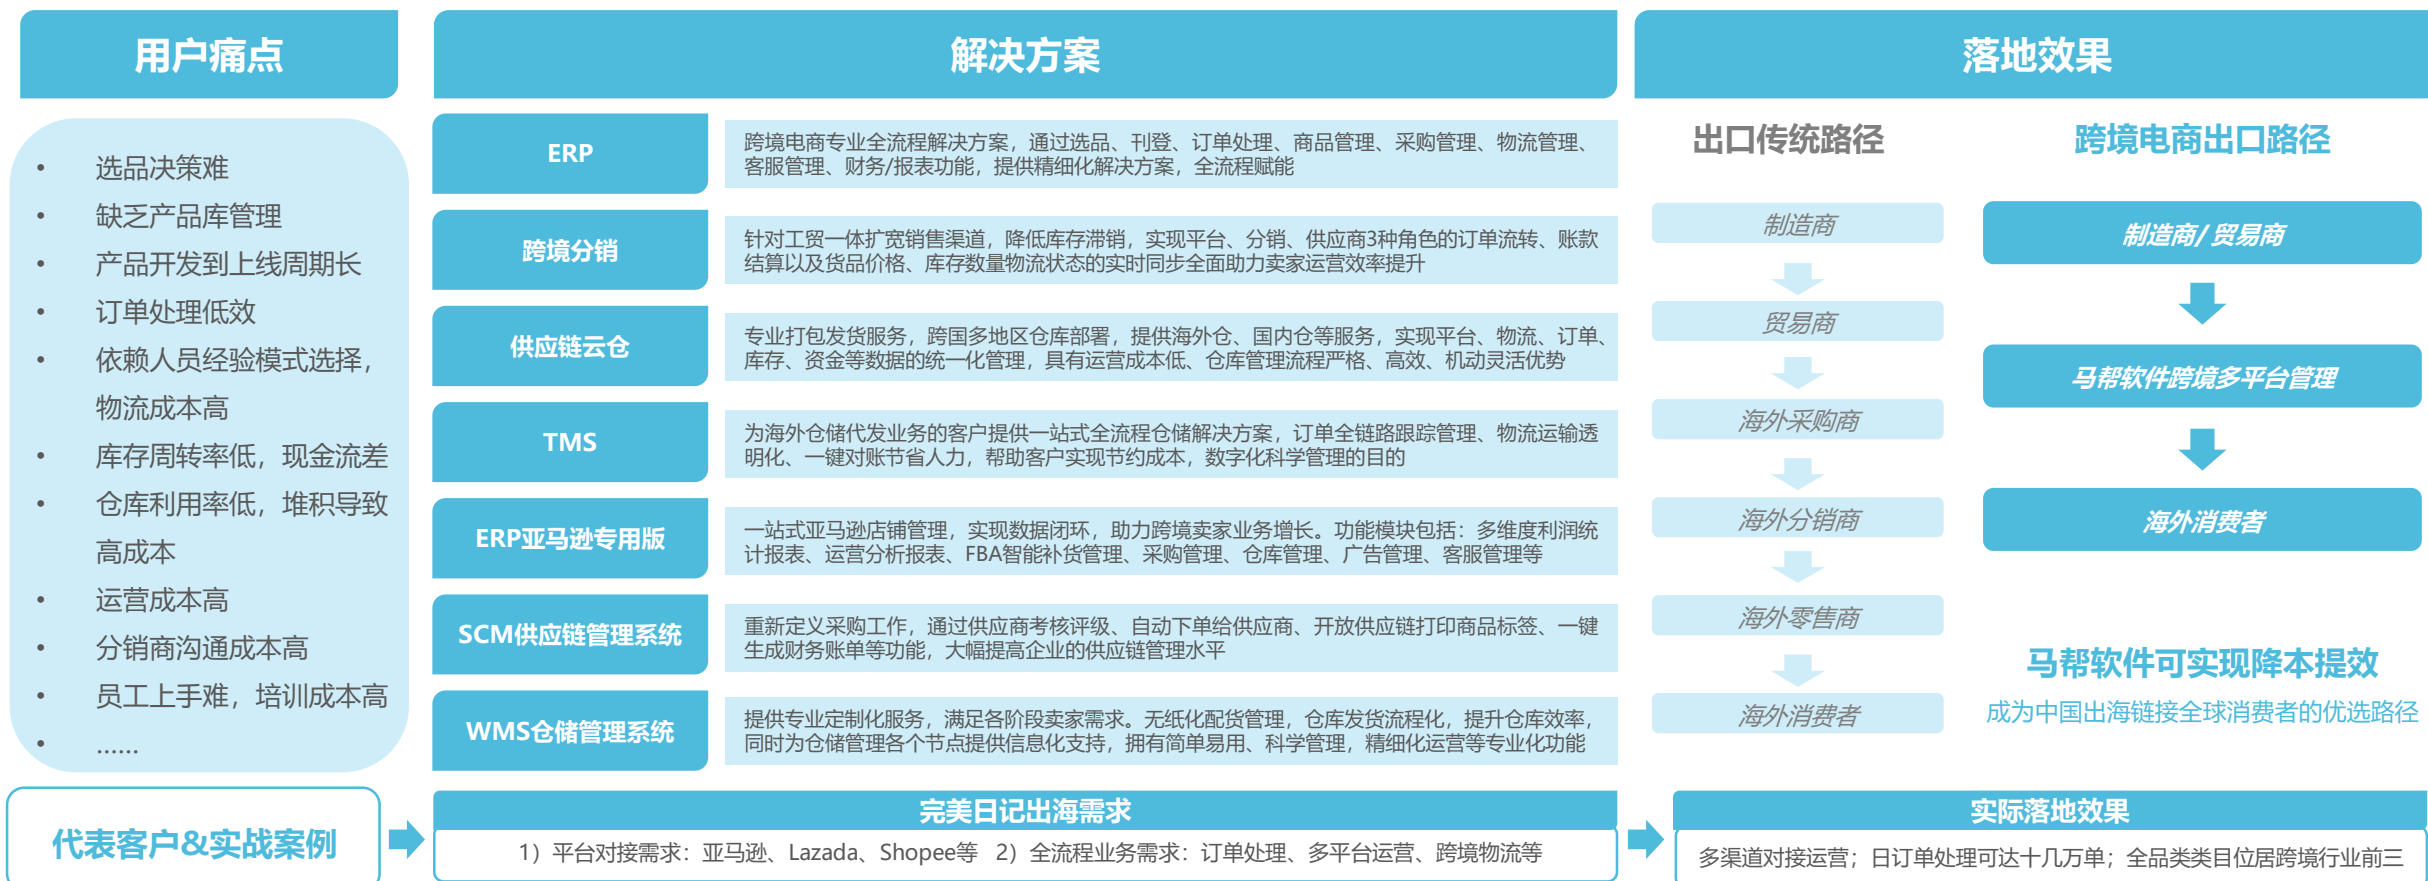 用户痛点
选品决策难
缺乏产品库管理
产品开发到上线周期长
订单处理低效
依赖人员经验模式选择，
物流成本高
库存周转率低，现金流差
仓库利用率低，堆积导致
高成本
运营成本高
分销商沟通成本高
员工上手难，培训成本高
……
解决方案
ERP
跨境电商专业全流程解决方案，通过选品、刊登、订单处理、商品管理、采购管理、物流管理、
客服管理、财务/报表功能，提供精细化解决方案，全流程赋能
跨境分销
针对工贸一体扩宽销售渠道，降低库存滞销，实现平台、分销、供应商3种角色的订单流转、账款
结算以及货品价格、库存数量物流状态的实时同步全面助力卖家运营效率提升
供应链云仓
专业打包发货服务，跨国多地区仓库部署，提供海外仓、国内仓等服务，实现平台、物流、订单、
库存、资金等数据的统一化管理，具有运营成本低、仓库管理流程严格、高效、机动灵活优势
TMS
为海外仓储代发业务的客户提供一站式全流程仓储解决方案，订单全链路跟踪管理、物流运输透
明化、一键对账节省人力，帮助客户实现节约成本，数字化科学管理的目的
ERP亚马逊专用版
一站式亚马逊店铺管理，实现数据闭环，助力跨境卖家业务增长。功能模块包括：多维度利润统
计报表、运营分析报表、FBA智能补货管理、采购管理、仓库管理、广告管理、客服管理等
SCM供应链管理系统
重新定义采购工作，通过供应商考核评级、自动下单给供应商、开放供应链打印商品标签、一键
生成财务账单等功能，大幅提高企业的供应链管理水平
WMS仓储管理系统
提供专业定制化服务，满足各阶段卖家需求。无纸化配货管理，仓库发货流程化，提升仓库效率，
同时为仓储管理各个节点提供信息化支持，拥有简单易用、科学管理，精细化运营等专业化功能
落地效果
出口传统路径
制造商
贸易商
海外采购商
海外分销商
海外零售商
海外消费者
跨境电商出口路径
制造商/贸易商
马帮软件跨境多平台管理
海外消费者
马帮软件可实现降本提效
成为中国出海链接全球消费者的优选路径
代表客户&实战案例
完美日记出海需求
1）平台对接需求：亚马逊、Lazada、Shopee等 2）全流程业务需求：订单处理、多平台运营、跨境物流等
实际落地效果
多渠道对接运营；日订单处理可达十几万单；全品类类目位居跨境行业前三